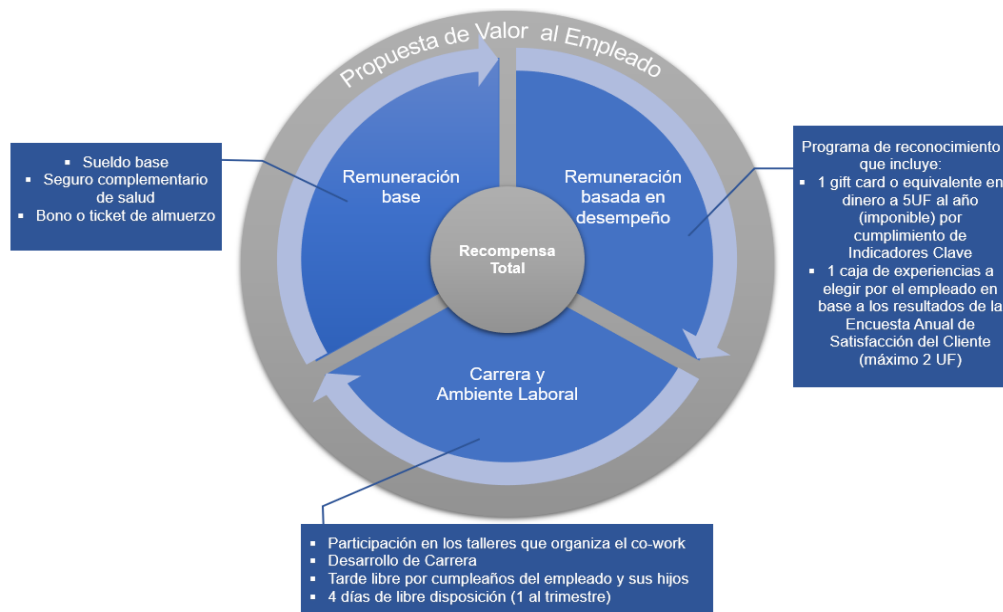 Propuesta de Valor al Empleado
▪ Sueldo base
▪ Seguro complementario
de salud
▪ Bono o ticket de almuerzo
Remuneración
base
Remuneración
basada en
desempeño
Recompensa
Total
Carrera y
Ambiente Laboral
Programa de reconocimiento
que incluye:
▪ 1 gift card o equivalente en
dinero a 5UF al año
(imponible) por
cumplimiento de
Indicadores Clave
▪ 1 caja de experiencias a
elegir por el empleado en
base a los resultados de la
Encuesta Anual de
Satisfacción del Cliente
(máximo 2 UF)
▪ Participación en los talleres que organiza el co-work
▪ Desarrollo de Carrera
▪ Tarde libre por cumpleaños del empleado y sus hijos
▪ 4 días de libre disposición (1 al trimestre)